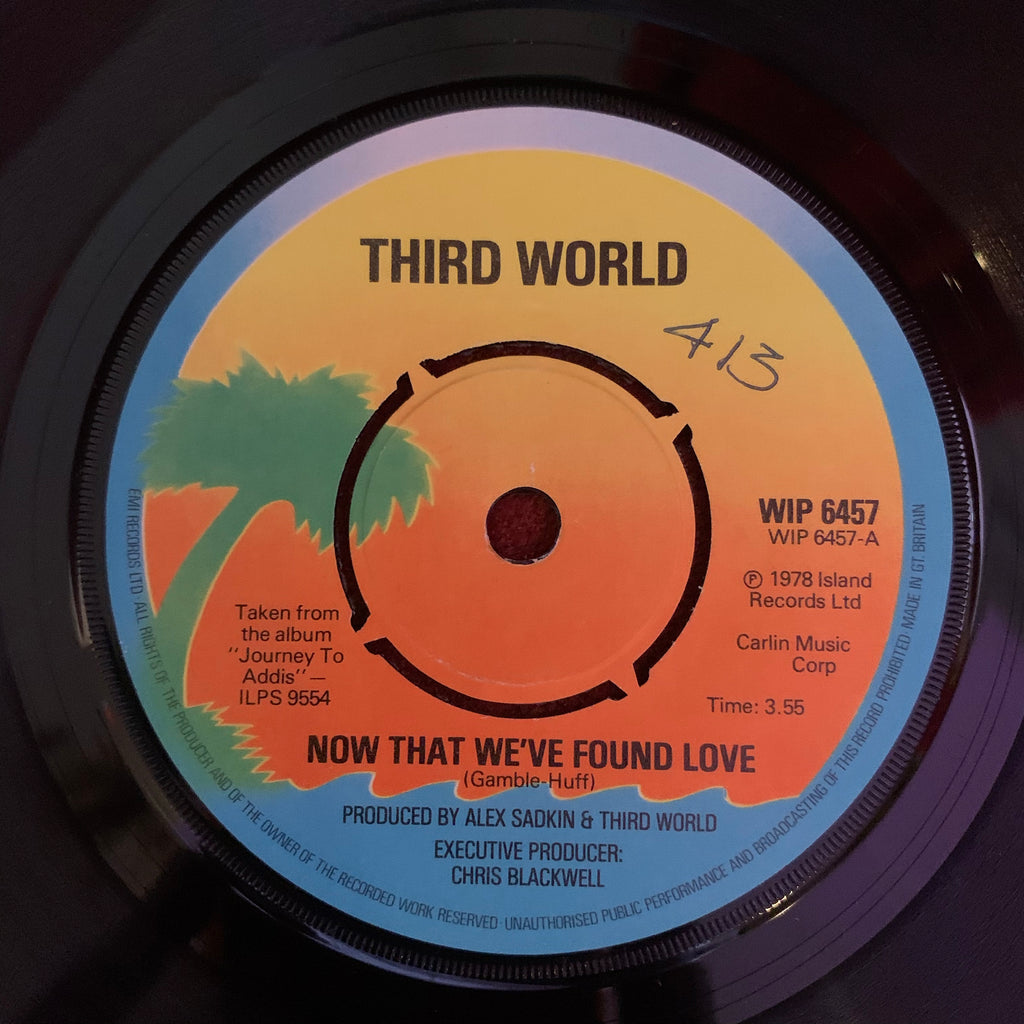 THIRD WORLD
413
WIP 6457
WIP 6457-A
Ⓟ 1978 Island
Records Ltd
Carlin Music
Corp
Time: 3.55
Taken from
the album
"Journey To
Addis"—
ILPS 9554
NOW THAT WE'VE FOUND LOVE
(Gamble-Huff)
PRODUCED BY ALEX SADKIN & THIRD WORLD
EXECUTIVE PRODUCER:
CHRIS BLACKWELL
EMI RECORDS LTD ALL RIGHTS OF THE PRODUCER AND OF THE OWNER OF THE RECORDED WORK RESERVED · UNAUTHORISED PUBLIC PERFORMANCE AND BROADCASTING OF THIS RECORD PROHIBITED MADE IN GT. BRITAIN